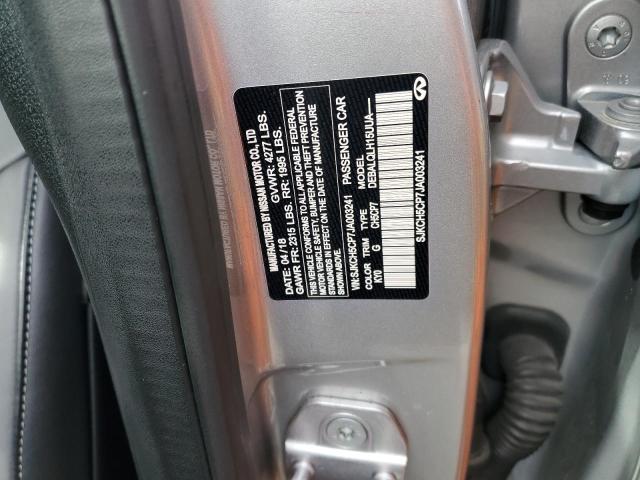 MANUFACTURED BY NISSAN MOTOR CO., LTD
DATE: 04/18 GVWR: 4277 LBS.
GAWR FR: 2315 LBS. RR: 1995 LBS.
THIS VEHICLE CONFORMS TO ALL APPLICABLE FEDERAL
MOTOR VEHICLE SAFETY, BUMPER AND THEFT PREVENTION
STANDARDS IN EFFECT ON THE DATE OF MANUFACTURE
SHOWN ABOVE.
VIN:SJKCH5CP7JA003241 PASSENGER CAR
COLOR TRIM TYPE MODEL
KY0 G CH5CP7 DEBALQLH15UUA----
SJKCH5CP7JA003241